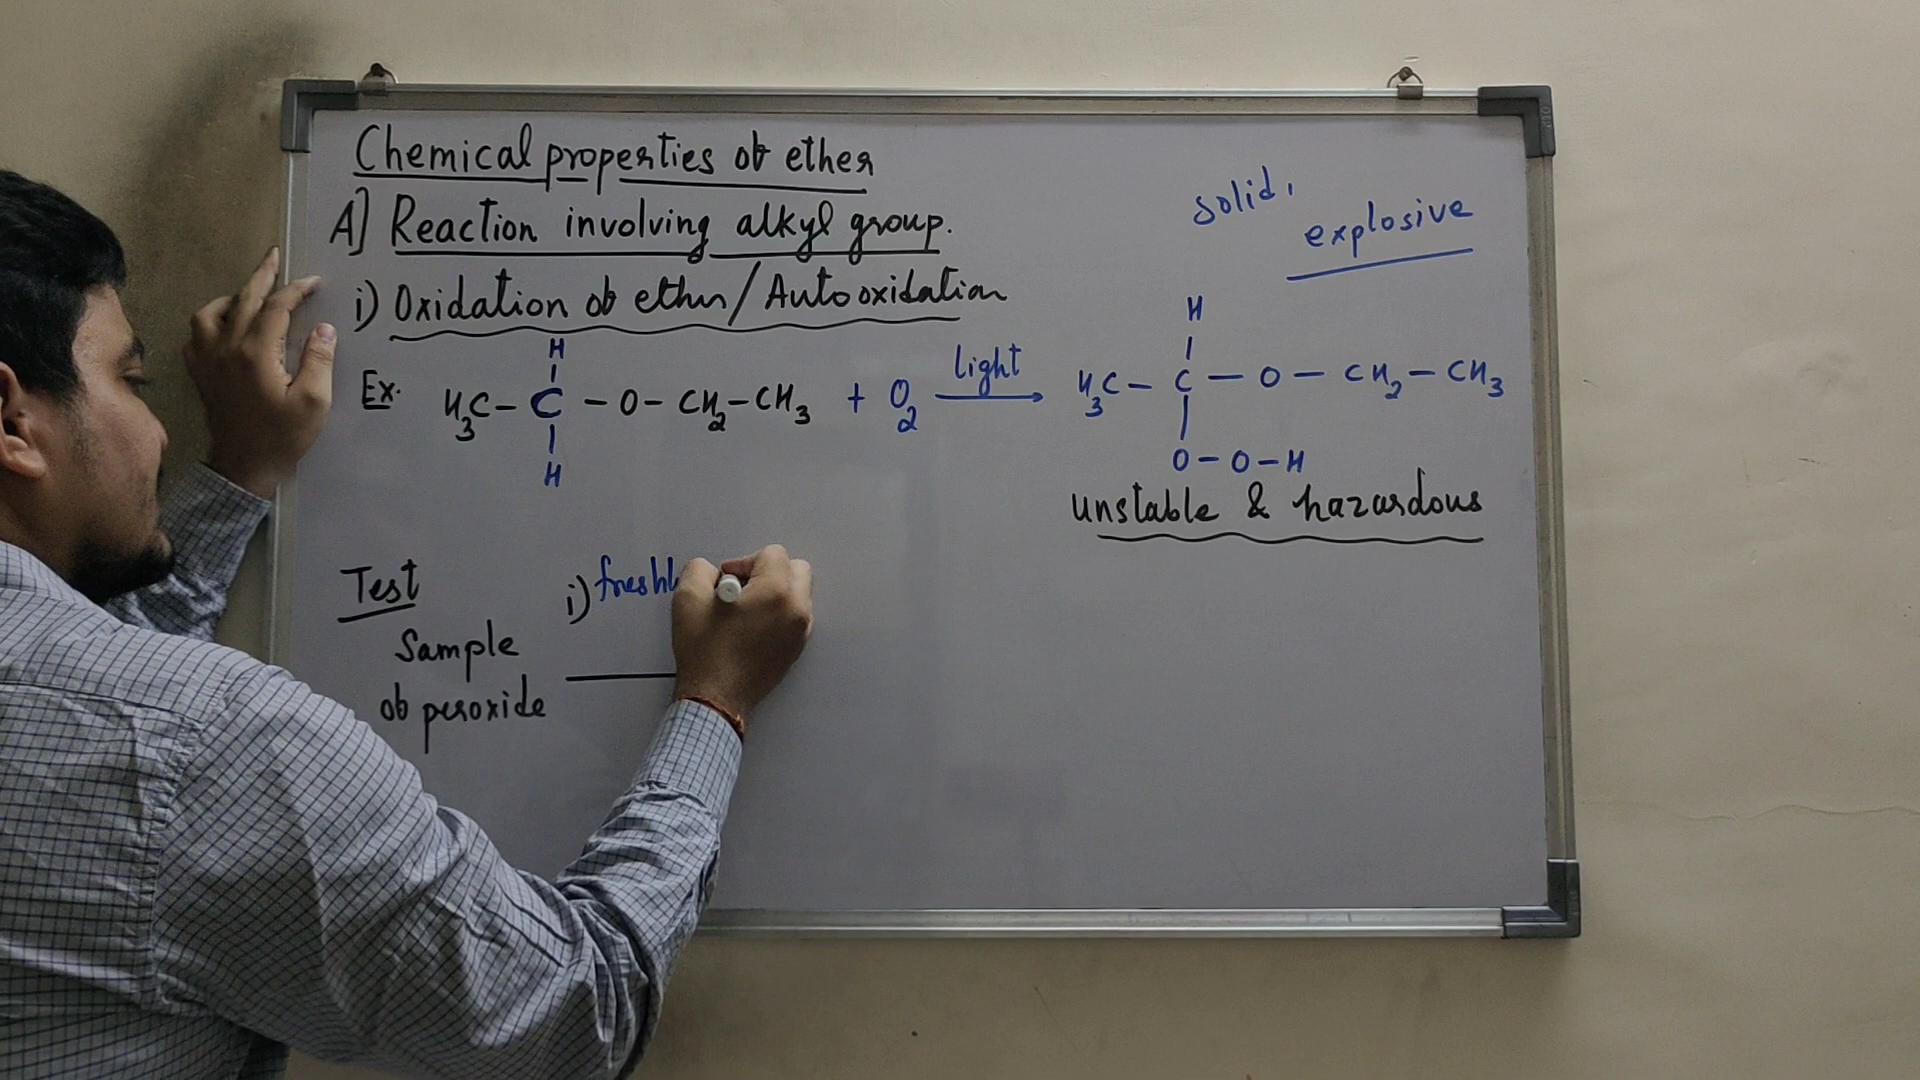 Chemical properties of ether
A] Reaction involving alkyl group.
i) Oxidation of ether/Autooxidation
solid,
explosive
H
Ex. H₃C–C–O–CH₂–CH₃ + O₂ light → H₃C–C–O–CH₂–CH₃
H
H
O–O–H
unstable & hazardous
Test
i)
Sample
of peroxide